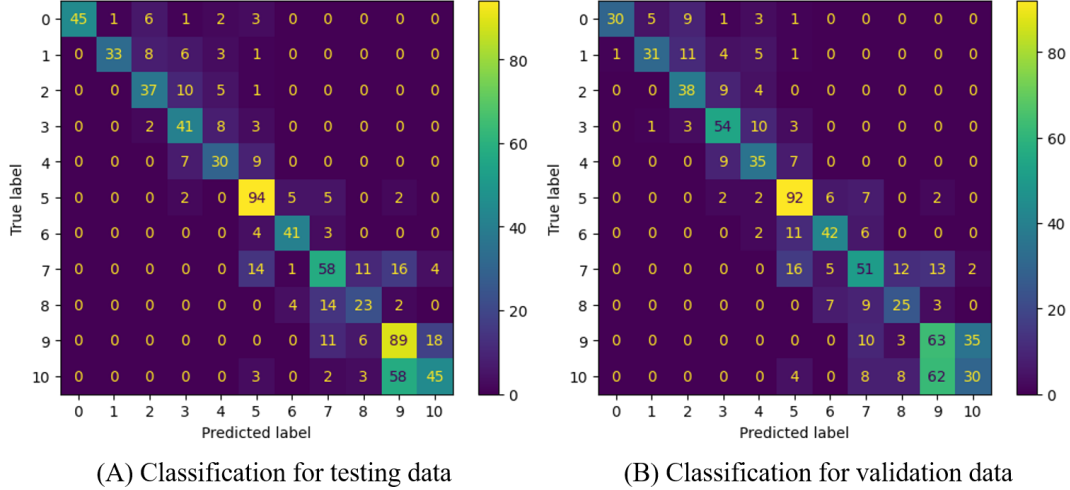 0 45 1 6 1 2 3 0 0 0 0 0
1 0 33 8 6 3 1 0 0 0 0 0
2 0 0 37 10 5 1 0 0 0 0 0
3 0 0 2 41 8 3 0 0 0 0 0
4 0 0 0 7 30 9 0 0 0 0 0
5 0 0 0 2 0 94 5 5 0 2 0
6 0 0 0 0 0 4 41 3 0 0 0
7 0 0 0 0 0 14 1 58 11 16 4
8 0 0 0 0 0 0 4 14 23 2 0
9 0 0 0 0 0 0 0 11 6 89 18
10 0 0 0 0 0 3 0 2 3 58 45
0 1 2 3 4 5 6 7 8 9 10
True label
Predicted label
80
60
40
20
0
(A) Classification for testing data
0 30 5 9 1 3 1 0 0 0 0 0
1 1 31 11 4 5 1 0 0 0 0 0
2 0 0 38 9 4 0 0 0 0 0 0
3 0 1 3 54 10 3 0 0 0 0 0
4 0 0 0 9 35 7 0 0 0 0 0
5 0 0 0 2 2 92 6 7 0 2 0
6 0 0 0 0 2 11 42 6 0 0 0
7 0 0 0 0 0 16 5 51 12 13 2
8 0 0 0 0 0 0 7 9 25 3 0
9 0 0 0 0 0 0 0 10 3 63 35
10 0 0 0 0 0 4 0 8 8 62 30
0 1 2 3 4 5 6 7 8 9 10
True label
Predicted label
80
60
40
20
0
(B) Classification for validation data